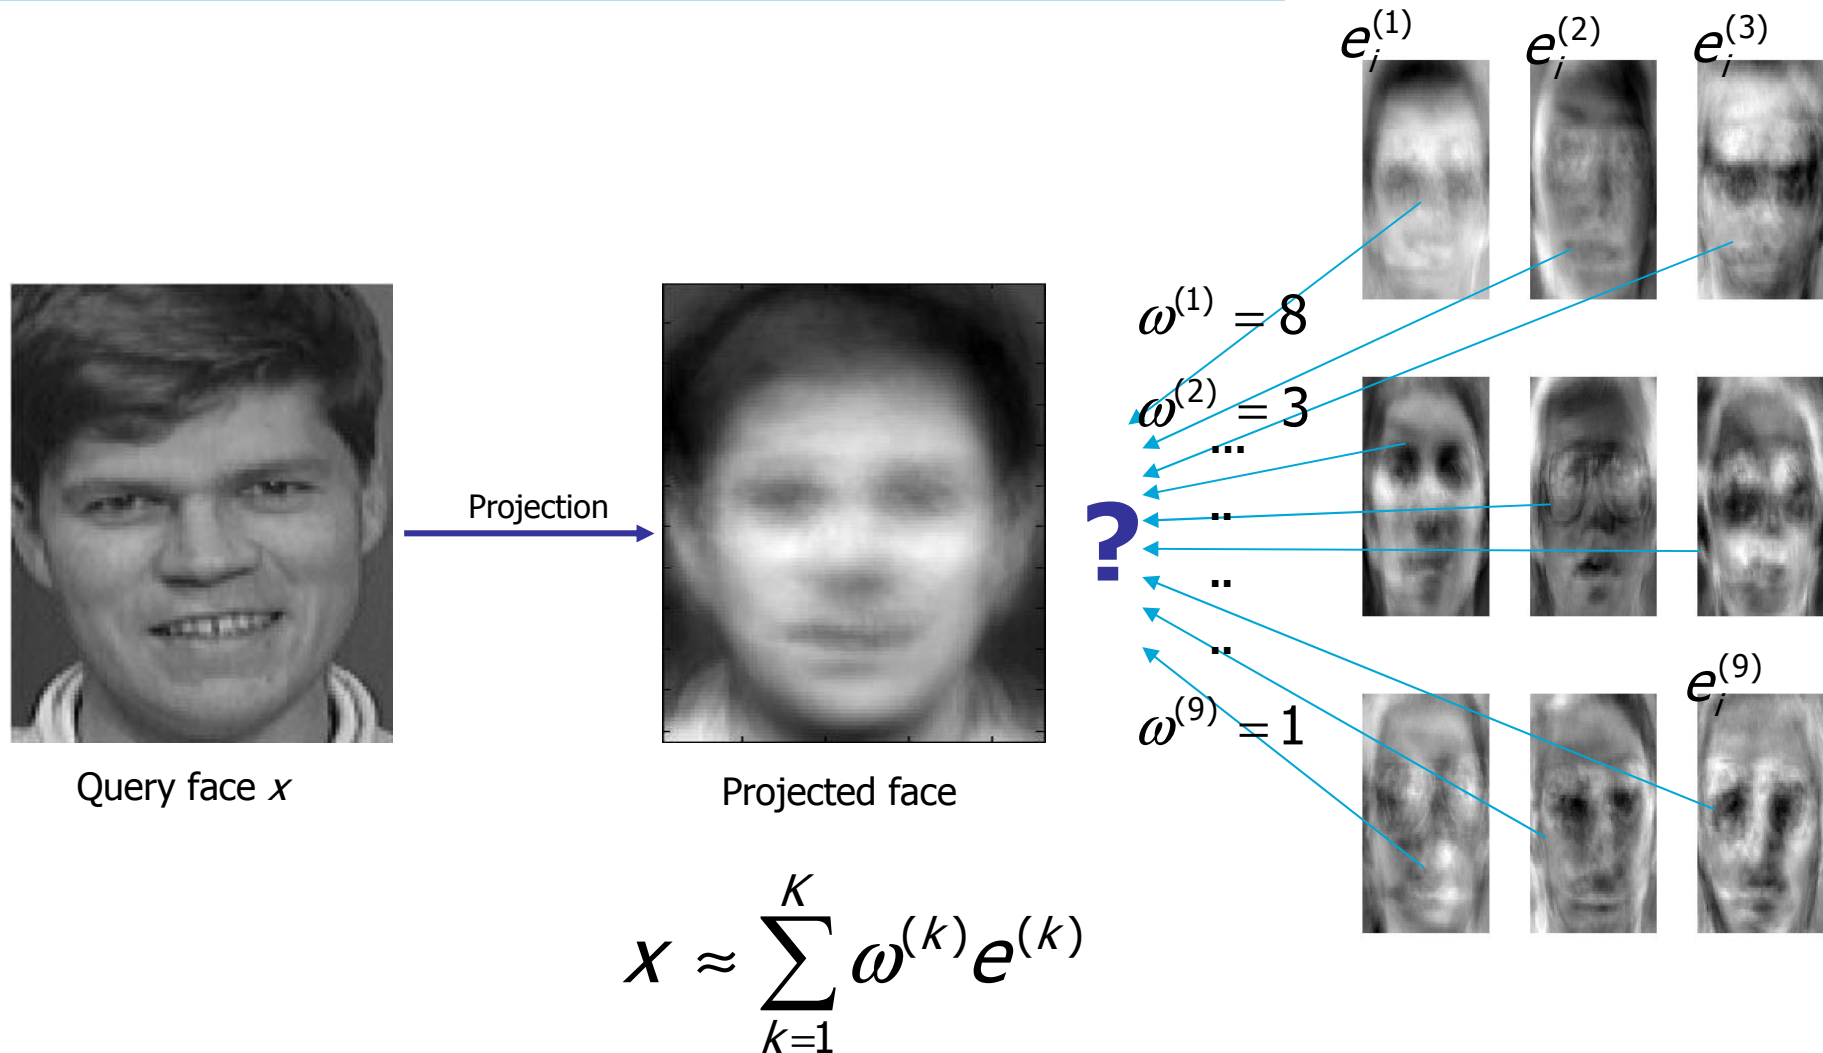 e_i^(1) e_i^(2) e_i^(3)
ω^(1) = 8
ω^(2) = 3
...
Projection
?
..
..
..
e_i^(9)
ω^(9) = 1
Query face x
Projected face
x ≈ ∑_{k=1}^{K} ω^(k) e^(k)